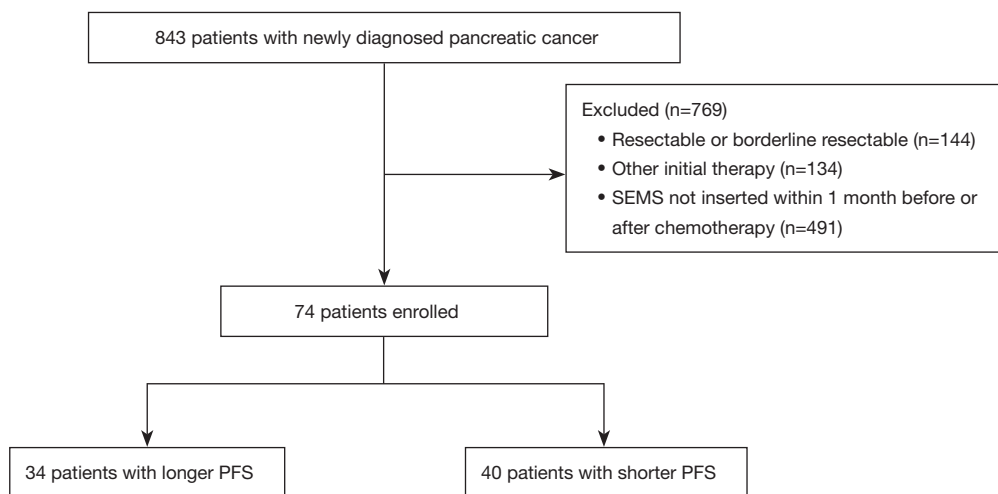 843 patients with newly diagnosed pancreatic cancer
Excluded (n=769)
• Resectable or borderline resectable (n=144)
• Other initial therapy (n=134)
• SEMS not inserted within 1 month before or
after chemotherapy (n=491)
74 patients enrolled
34 patients with longer PFS
40 patients with shorter PFS